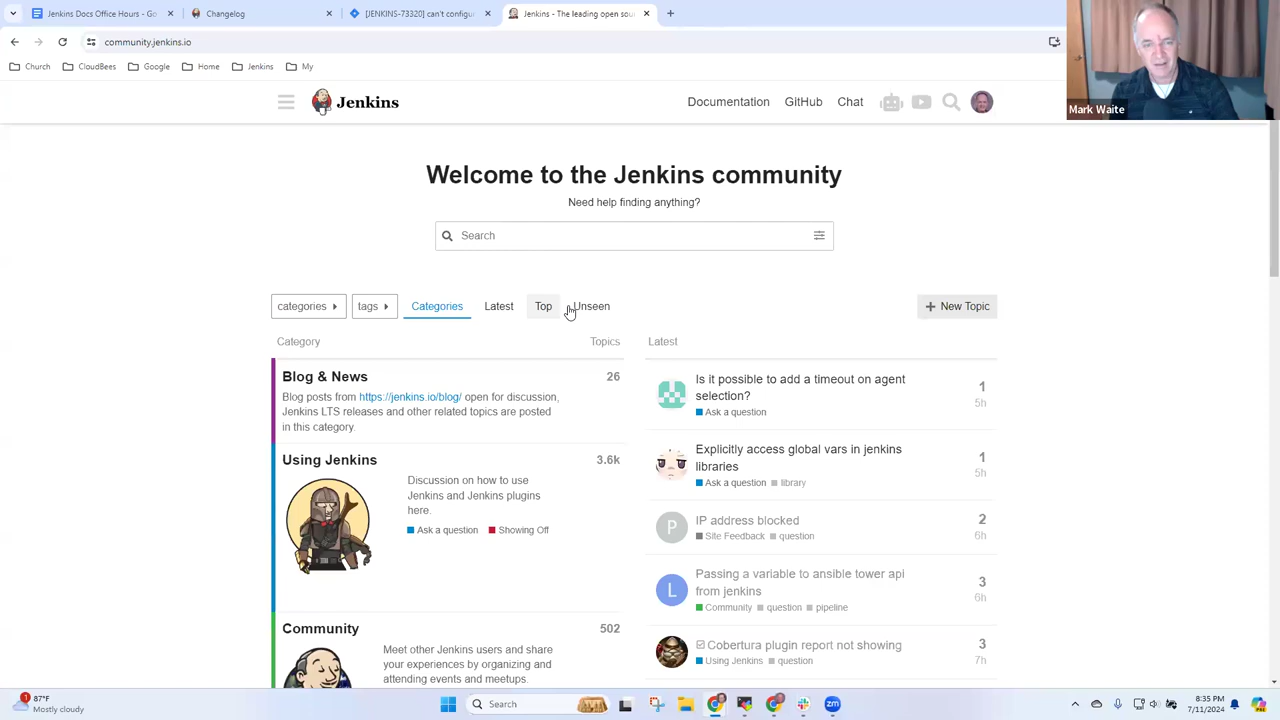 Jenkins Docs Office Hours - Go
Changelog
[JENKINS-73320] can't configu
Jenkins - The leading open sou
community.jenkins.io
Church
CloudBees
Google
Home
Jenkins
My
Mark Waite
Jenkins
Documentation
GitHub
Chat
Welcome to the Jenkins community
Need help finding anything?
Search
categories
tags
Categories
Latest
Top
Unseen
+ New Topic
Category
Topics
Blog & News
26
Blog posts from https://jenkins.io/blog/ open for discussion,
Jenkins LTS releases and other related topics are posted
in this category.
Using Jenkins
3.6k
Discussion on how to use
Jenkins and Jenkins plugins
here.
Ask a question
Showing Off
Community
502
Meet other Jenkins users and share
your experiences by organizing and
attending events and meetups.
Latest
Is it possible to add a timeout on agent
selection?
1
5h
Ask a question
Explicitly access global vars in jenkins
libraries
1
5h
Ask a question
library
P
IP address blocked
2
6h
Site Feedback
question
L
Passing a variable to ansible tower api
from jenkins
3
6h
Community
question
pipeline
Cobertura plugin report not showing
3
7h
Using Jenkins
question
1
87°F
Mostly cloudy
Search
zm
8:35 PM
7/11/2024